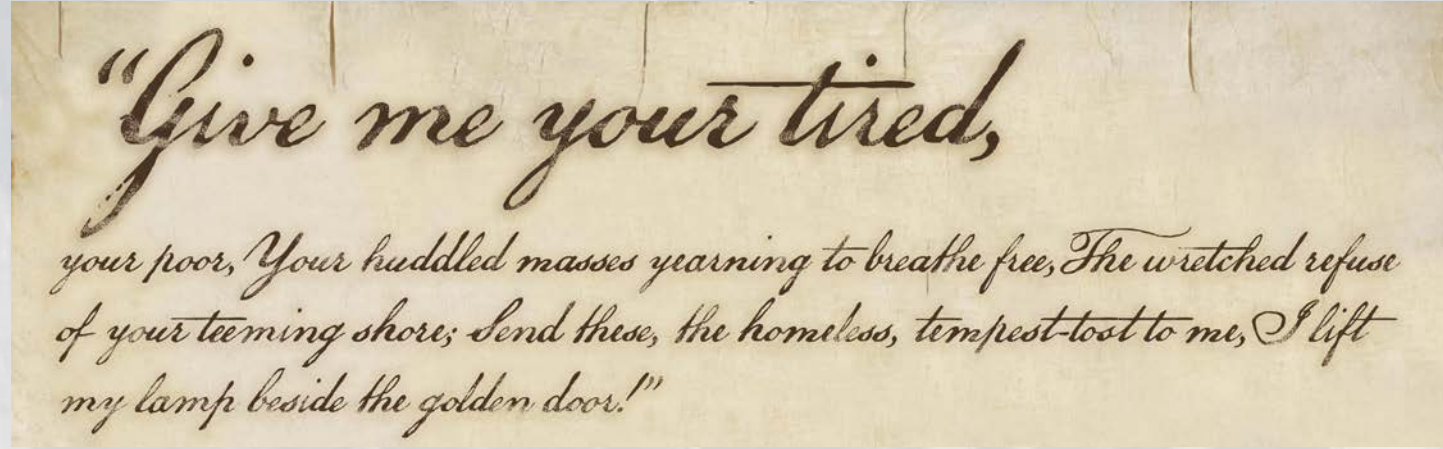 “Give me your tired,
your poor, Your huddled masses yearning to breathe free, The wretched refuse
of your teeming shore; Send these, the homeless, tempest-tost to me, I lift
my lamp beside the golden door!”